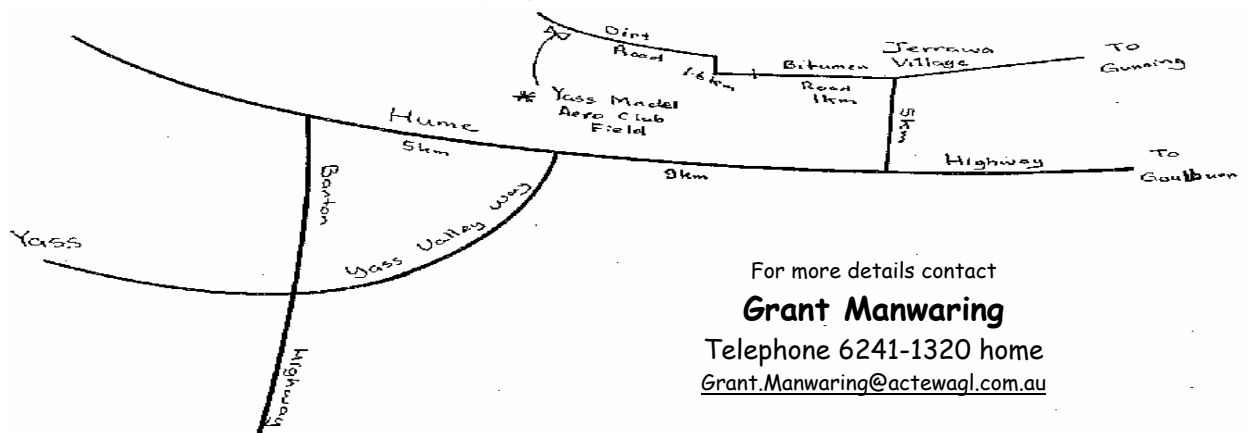 Dirt
Road
1.6km
Bitumen
Road
1km
Jerrawa
Village
To
Gunning
Yass Model
Aero Club
Field
5km
Hume
5km
9km
Highway
To
Goulburn
Barton
Highway
Yass
Yass Valley Way
For more details contact
Grant Manwaring
Telephone 6241-1320 home
Grant.Manwaring@actewagl.com.au